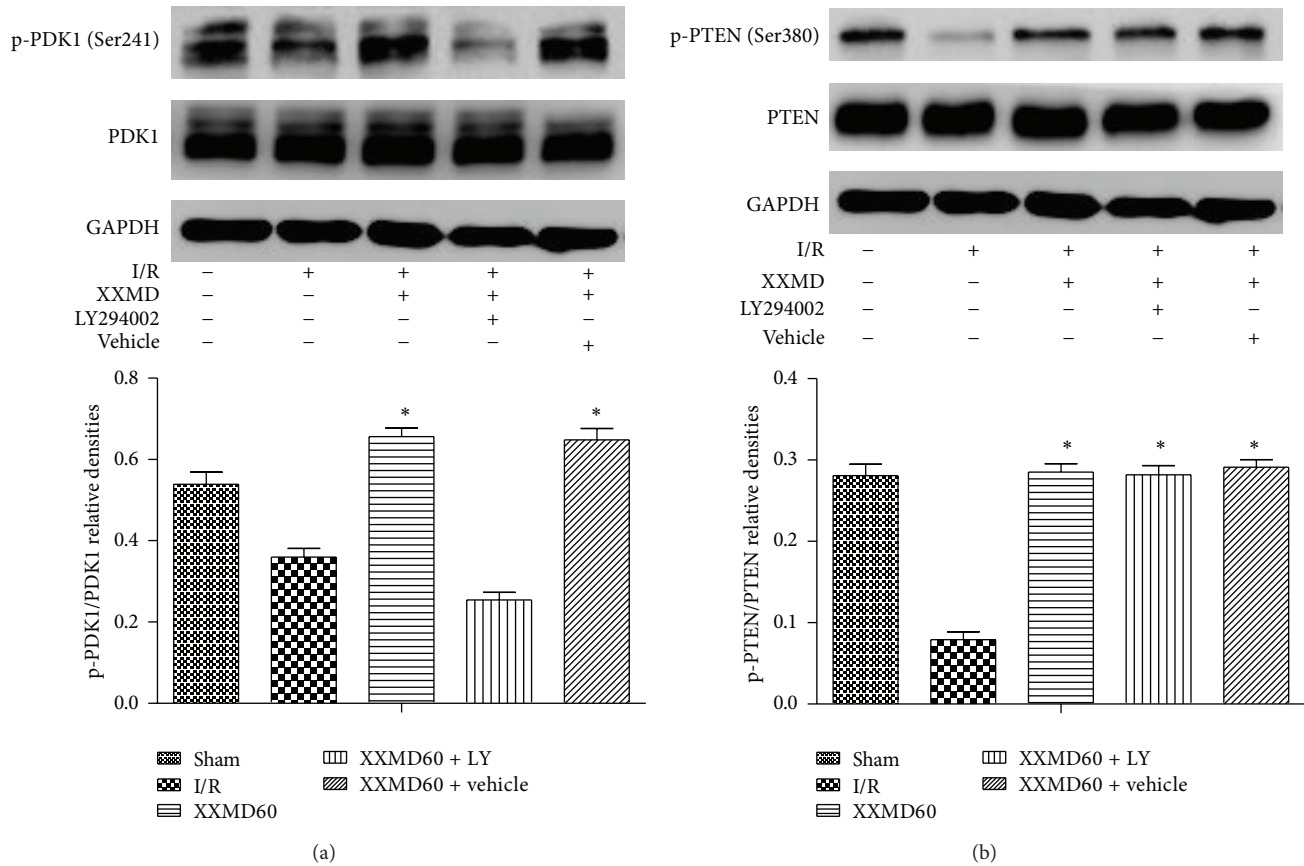 p-PDK1 (Ser241)
PDK1
GAPDH
I/R − + + + +
XXMD − − + + +
LY294002 − − − + −
Vehicle − − − − +
0.8
0.6
0.4
0.2
0.0
p-PDK1/PDK1 relative densities
* *
Sham
I/R
XXMD60
XXMD60 + LY
XXMD60 + vehicle
(a)
p-PTEN (Ser380)
PTEN
GAPDH
I/R − + + + +
XXMD − − + + +
LY294002 − − − + −
Vehicle − − − − +
0.4
0.3
0.2
0.1
0.0
p-PTEN/PTEN relative densities
* * *
Sham
I/R
XXMD60
XXMD60 + LY
XXMD60 + vehicle
(b)